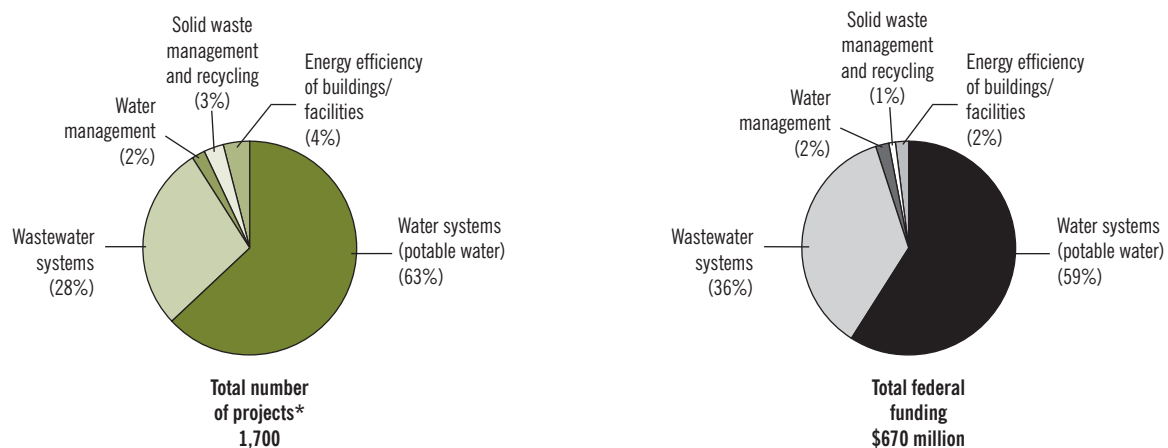 Solid waste
management
and recycling
(3%)
Energy efficiency
of buildings/
facilities
(4%)
Water
management
(2%)
Wastewater
systems
(28%)
Water systems
(potable water)
(63%)
Total number
of projects*
1,700
Solid waste
management
and recycling
(1%)
Energy efficiency
of buildings/
facilities
(2%)
Water
management
(2%)
Wastewater
systems
(36%)
Water systems
(potable water)
(59%)
Total federal
funding
$670 million